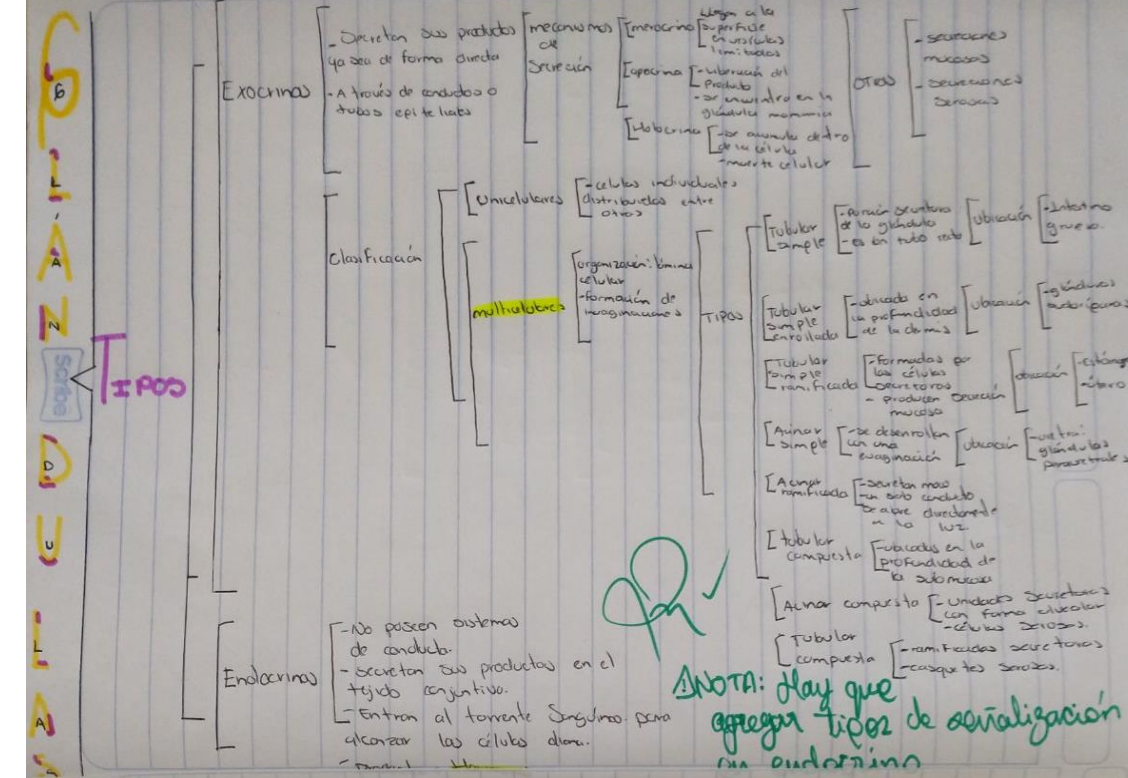 GLÁNDULAS
Scribe
TIPOS
Exocrinas
- Secretan sus productos
ya sea de forma directa
- A través de conductos o
tubos epiteliales
mecanismos
de
secreción
merocrina
llegan a la
superficie
en vesículas
limitadas
apocrina
- Liberación del
Producto
- se encuentra en la
glándula mamaria
Holocrina
- se acumula dentro
de la célula
- muerte celular
OTROS
- secreciones
mucosas
- secreciones
serosas
Clasificación
Unicelulares
- celulas individuales
distribuidas entre
otros
multicelulares
organización: lámina
celular
- formación de
invaginaciones
TIPOS
Tubular
simple
- porción secretora
de la glándula
- es un tubo recto
ubicación
- Intestino
grueso.
Tubular
simple
enrollada
- ubicada en
la profundidad
de la dermis
ubicación
- glándulas
sudoríparas
Tubular
simple
ramificada
- Formadas por
las células
secretoras
- producen secreción
mucosa
ubicación
- estómago
- útero
Acinar
simple
- se desarrollan
en una
evaginación
ubicación
- uretra:
glándulas
parauretrales
Acinar
ramificada
- secretan moco
- un solo conducto
se abre directamente
a la luz.
tubular
compuesta
- ubicadas en la
profundidad de
la submucosa
Acinar compuesta
- unidades secretoras
con forma alveolar
- células serosas.
Tubular
compuesta
- ramificadas secretoras
- casquetes serosos.
Endocrinas
- No poseen sistemas
de conducto.
- secretan sus productos en el
tejido conjuntivo.
- Entran al torrente Sanguíneo para
alcanzar las células diana.
NOTA: Hay que
agregar tipos de señalización
en endocrino